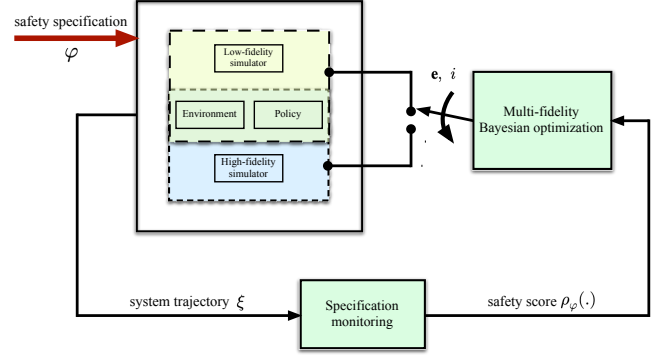 safety specification
φ
Low-fidelity
simulator
Environment
Policy
High-fidelity
simulator
e, i
Multi-fidelity
Bayesian optimization
system trajectory ξ
Specification
monitoring
safety score ρφ(.)